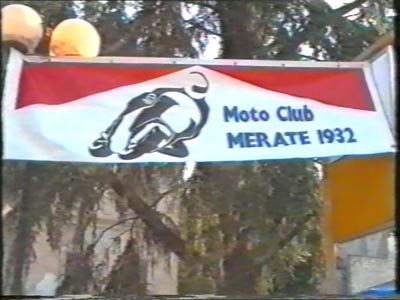 Moto Club
MERATE 1932